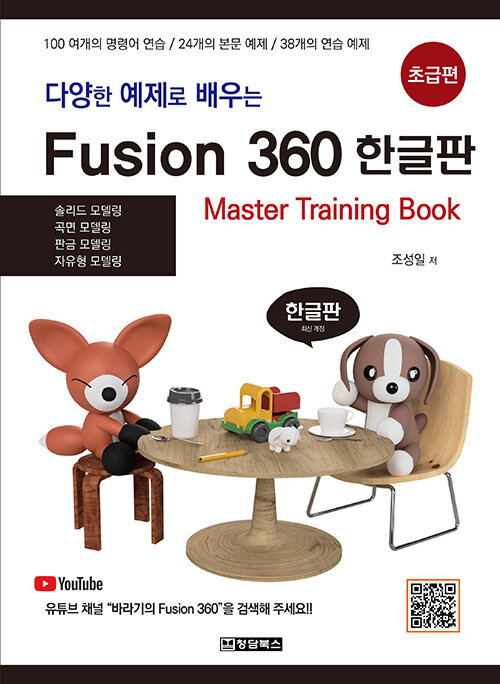 100 여개의 명령어 연습 / 24개의 본문 예제 / 38개의 연습 예제
초급편
다양한 예제로 배우는
Fusion 360 한글판
Master Training Book
솔리드 모델링
곡면 모델링
판금 모델링
자유형 모델링
조성일 저
한글판
최신 개정
YouTube
유튜브 채널 “바라기의 Fusion 360”을 검색해 주세요!!
청담북스